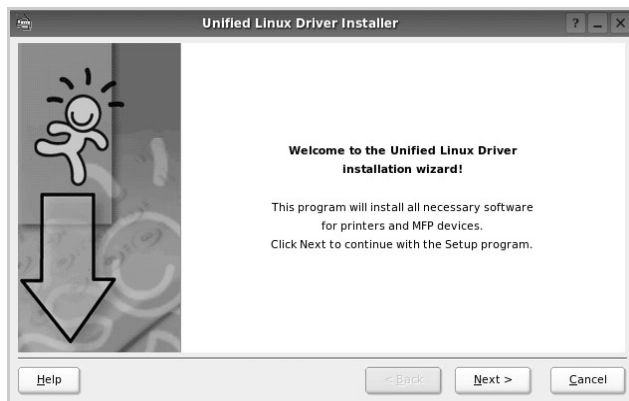 Unified Linux Driver Installer
Welcome to the Unified Linux Driver
installation wizard!
This program will install all necessary software
for printers and MFP devices.
Click Next to continue with the Setup program.
Help
< Back
Next >
Cancel